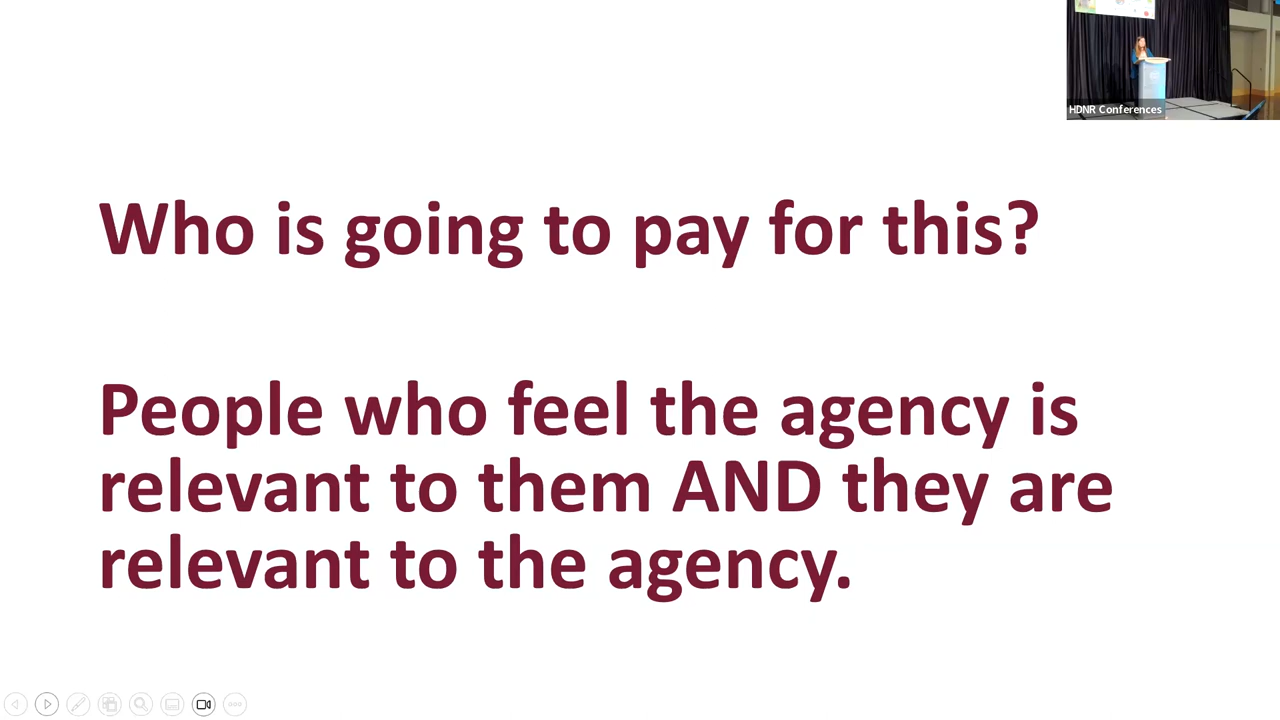 HDNR Conferences
Who is going to pay for this?
People who feel the agency is
relevant to them AND they are
relevant to the agency.